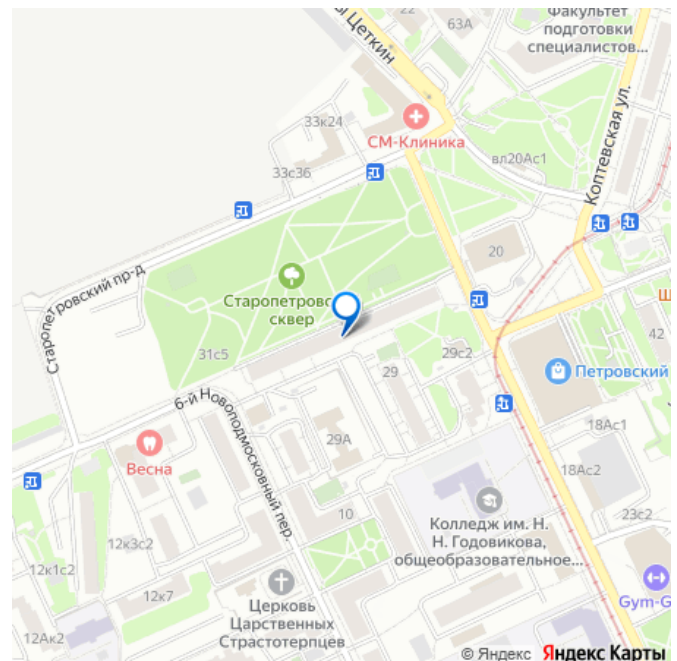 22
63А
Факультет
подготовки
специалистов...
Цеткин
33к24
СМ-Клиника
вл20Ас1
Коптевская ул.
33с36
20
Старопетровский пр-д
Старопетровс
сквер
31с5
29
29с2
Петровский
42
6-й Новоподмосковный пер.
Весна
29А
18Ас1
18Ас2
10
Колледж им. Н.
Н. Годовикова,
общеобразовательное...
23с2
12к3с2
12к1с2
12к7
12Ак2
Церковь
Царственных
Страстотерпцев
Gym-G
© Яндекс Яндекс Карты